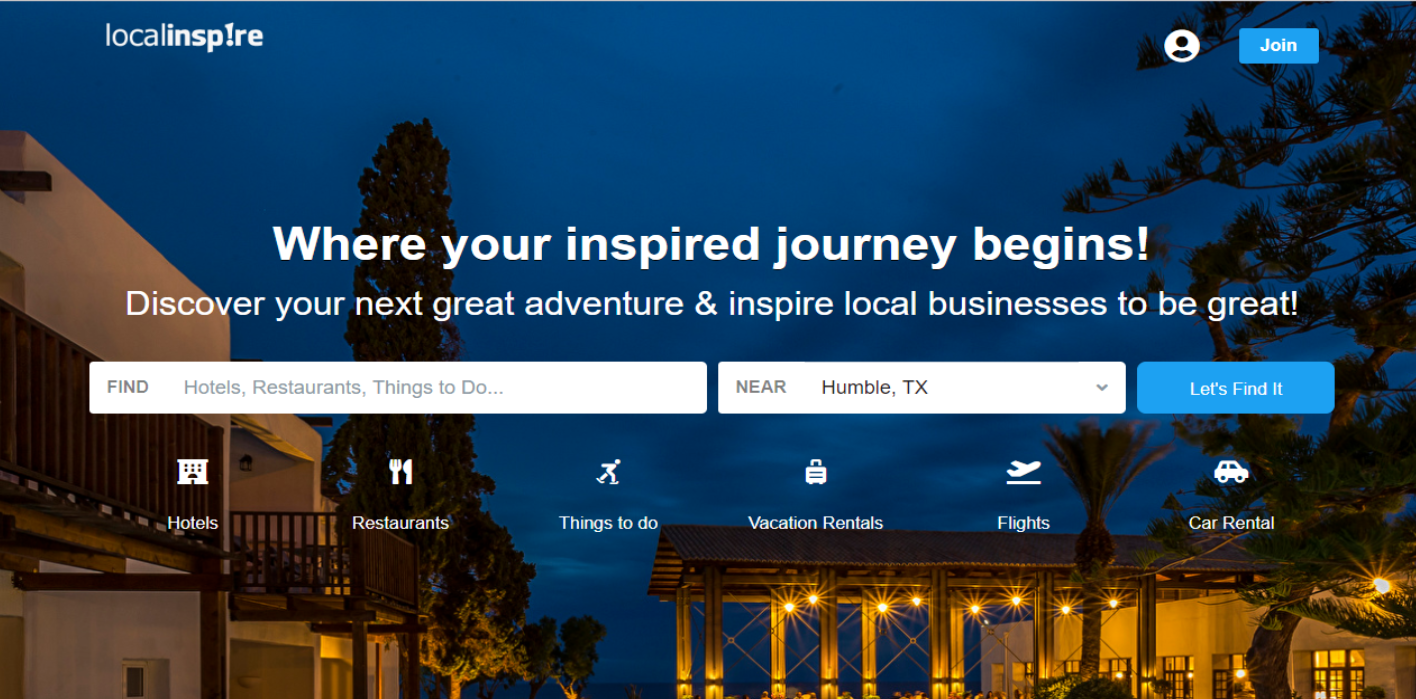 localinsp!re
Join
Where your inspired journey begins!
Discover your next great adventure & inspire local businesses to be great!
FIND Hotels, Restaurants, Things to Do...
NEAR Humble, TX
Let's Find It
Hotels
Restaurants
Things to do
Vacation Rentals
Flights
Car Rental